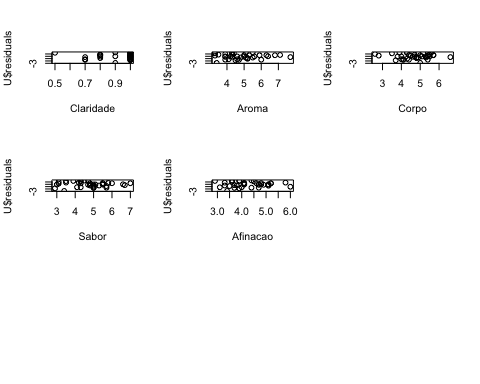 U$residuals
-3
0.5 0.7 0.9
Claridade
U$residuals
-3
4 5 6 7
Aroma
U$residuals
-3
3 4 5 6
Corpo
U$residuals
-3
3 4 5 6 7
Sabor
U$residuals
-3
3.0 4.0 5.0 6.0
Afinacao